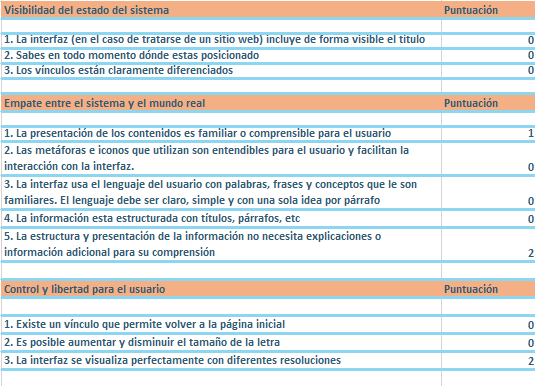 Visibilidad del estado del sistema Puntuación
1. La interfaz (en el caso de tratarse de un sitio web) incluye de forma visible el titulo 0
2. Sabes en todo momento dónde estas posicionado 0
3. Los vínculos están claramente diferenciados 0
Empate entre el sistema y el mundo real Puntuación
1. La presentación de los contenidos es familiar o comprensible para el usuario 1
2. Las metáforas e iconos que utilizan son entendibles para el usuario y facilitan la
interacción con la interfaz. 0
3. La interfaz usa el lenguaje del usuario con palabras, frases y conceptos que le son
familiares. El lenguaje debe ser claro, simple y con una sola idea por párrafo 0
4. La información esta estructurada con títulos, párrafos, etc 0
5. La estructura y presentación de la información no necesita explicaciones o
información adicional para su comprensión 2
Control y libertad para el usuario Puntuación
1. Existe un vínculo que permite volver a la página inicial 0
2. Es posible aumentar y disminuir el tamaño de la letra 0
3. La interfaz se visualiza perfectamente con diferentes resoluciones 2